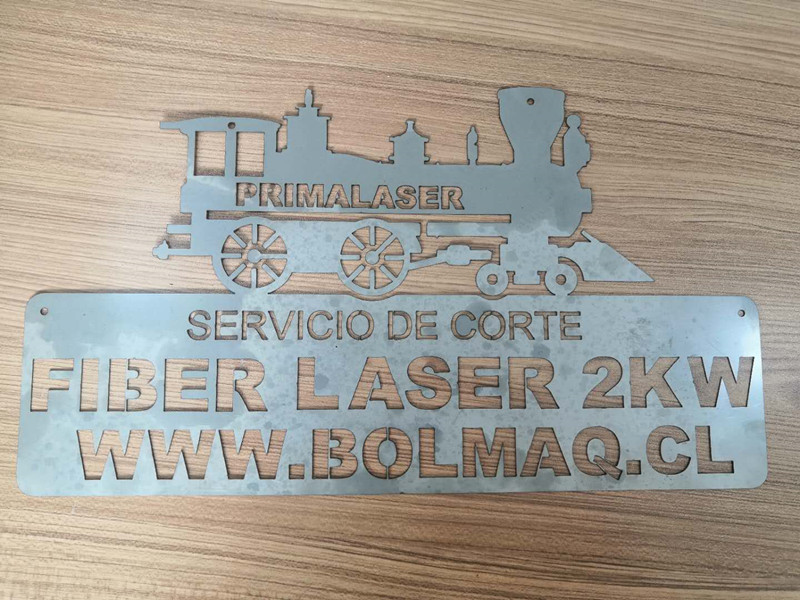 PRIMALASER
SERVICIO DE CORTE
FIBER LASER 2KW
WWW.BOLMAQ.CL